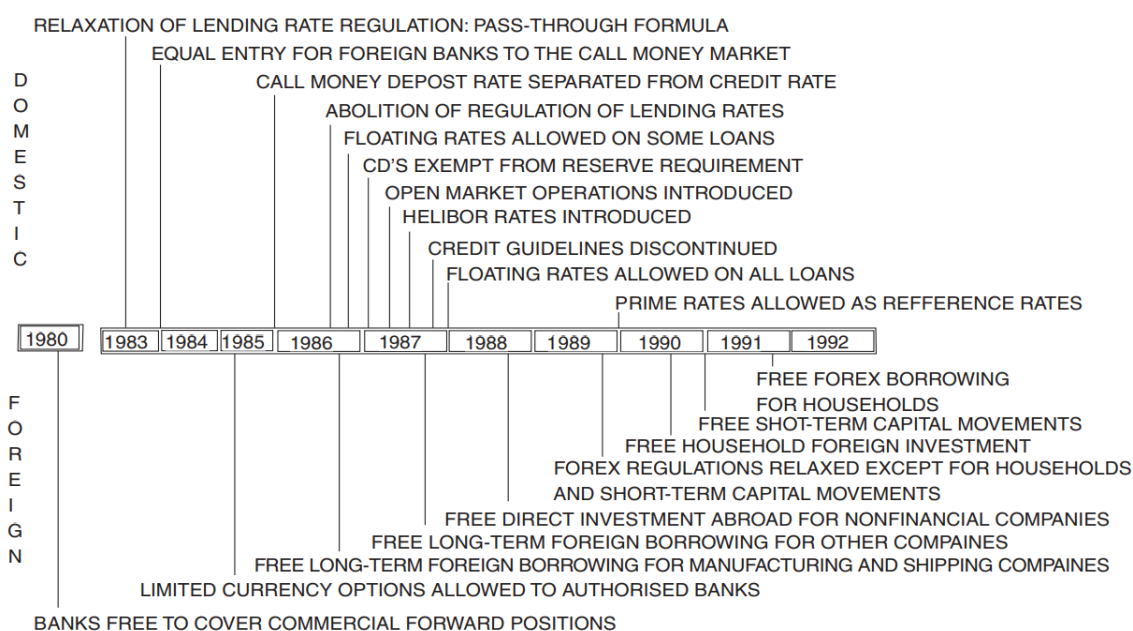 RELAXATION OF LENDING RATE REGULATION: PASS-THROUGH FORMULA
EQUAL ENTRY FOR FOREIGN BANKS TO THE CALL MONEY MARKET
CALL MONEY DEPOST RATE SEPARATED FROM CREDIT RATE
ABOLITION OF REGULATION OF LENDING RATES
FLOATING RATES ALLOWED ON SOME LOANS
CD'S EXEMPT FROM RESERVE REQUIREMENT
OPEN MARKET OPERATIONS INTRODUCED
HELIBOR RATES INTRODUCED
CREDIT GUIDELINES DISCONTINUED
FLOATING RATES ALLOWED ON ALL LOANS
PRIME RATES ALLOWED AS REFFERENCE RATES
DOMESTIC
1980 1983 1984 1985 1986 1987 1988 1989 1990 1991 1992
FOREIGN
FREE FOREX BORROWING
FOR HOUSEHOLDS
FREE SHOT-TERM CAPITAL MOVEMENTS
FREE HOUSEHOLD FOREIGN INVESTMENT
FOREX REGULATIONS RELAXED EXCEPT FOR HOUSEHOLDS
AND SHORT-TERM CAPITAL MOVEMENTS
FREE DIRECT INVESTMENT ABROAD FOR NONFINANCIAL COMPANIES
FREE LONG-TERM FOREIGN BORROWING FOR OTHER COMPAINES
FREE LONG-TERM FOREIGN BORROWING FOR MANUFACTURING AND SHIPPING COMPAINES
LIMITED CURRENCY OPTIONS ALLOWED TO AUTHORISED BANKS
BANKS FREE TO COVER COMMERCIAL FORWARD POSITIONS